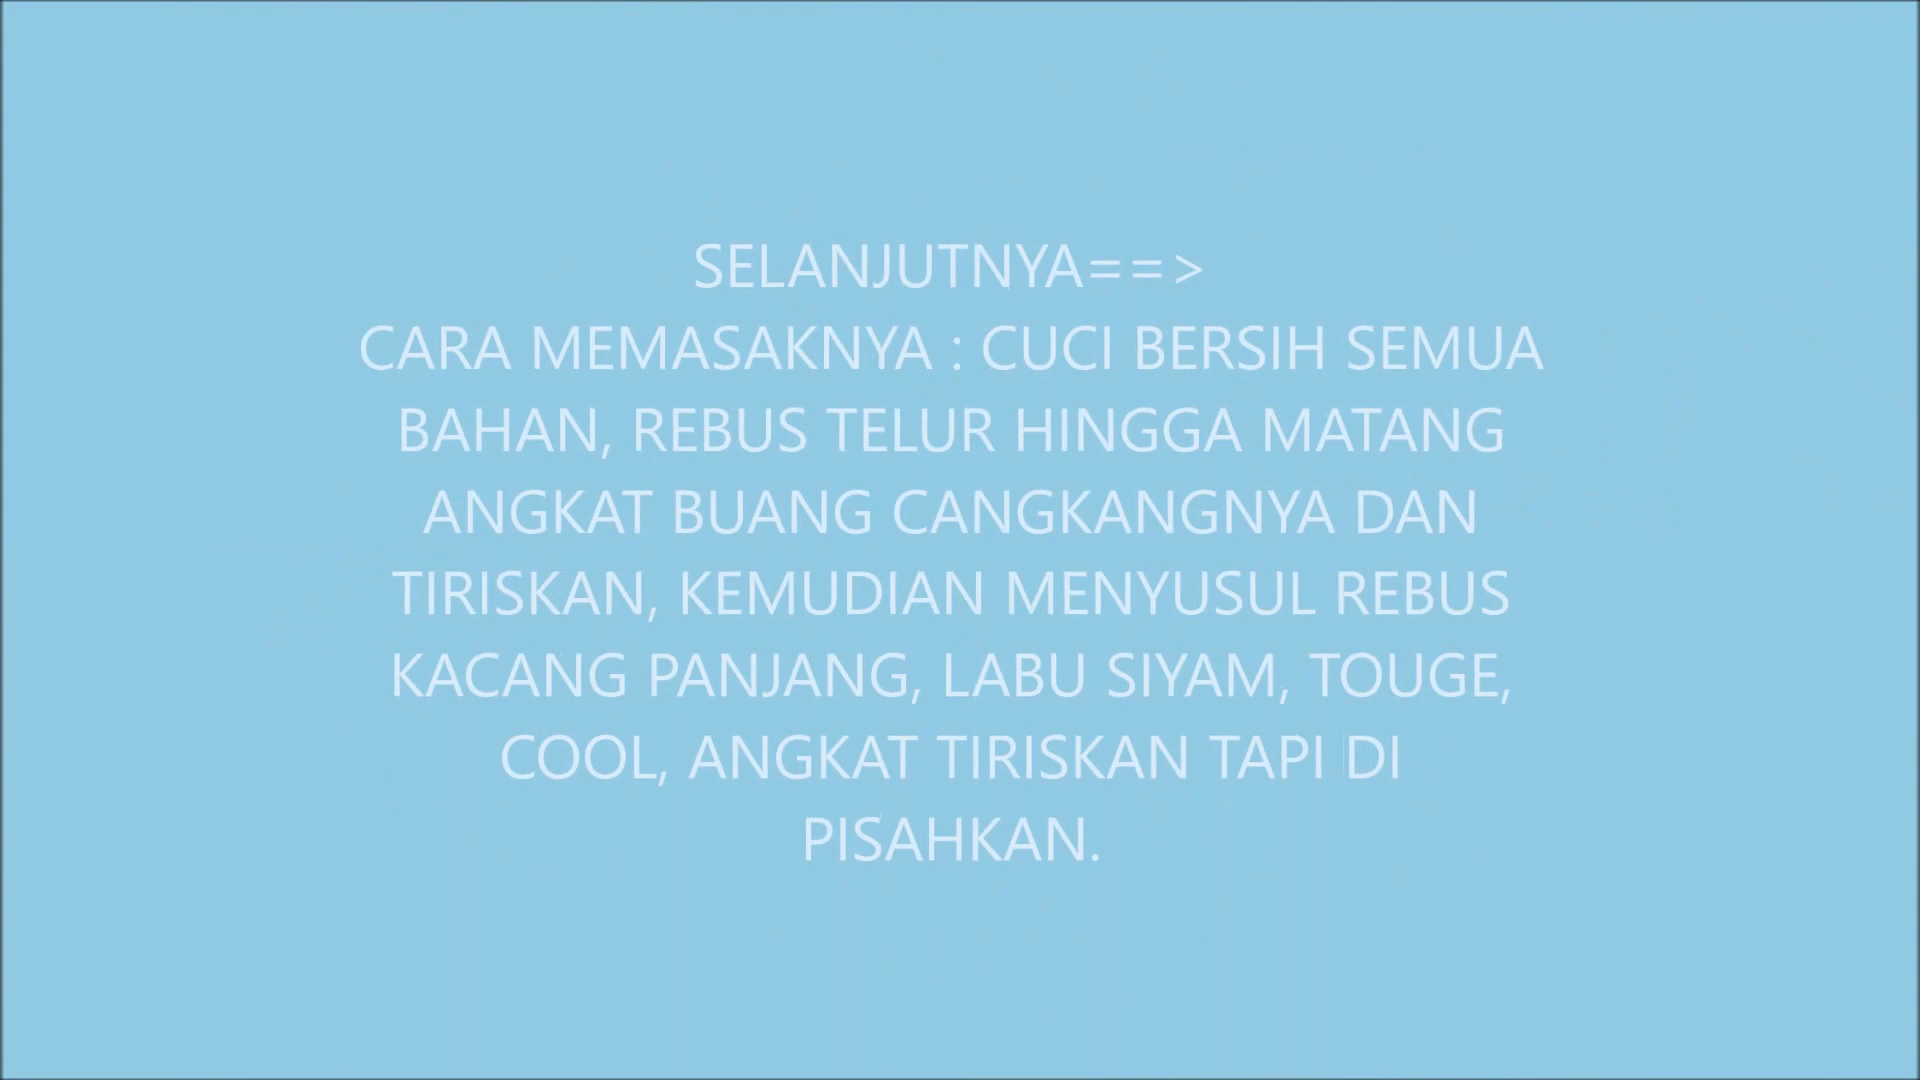 SELANJUTNYA==>
CARA MEMASAKNYA : CUCI BERSIH SEMUA
BAHAN, REBUS TELUR HINGGA MATANG
ANGKAT BUANG CANGKANGNYA DAN
TIRISKAN, KEMUDIAN MENYUSUL REBUS
KACANG PANJANG, LABU SIYAM, TOUGE,
COOL, ANGKAT TIRISKAN TAPI DI
PISAHKAN.